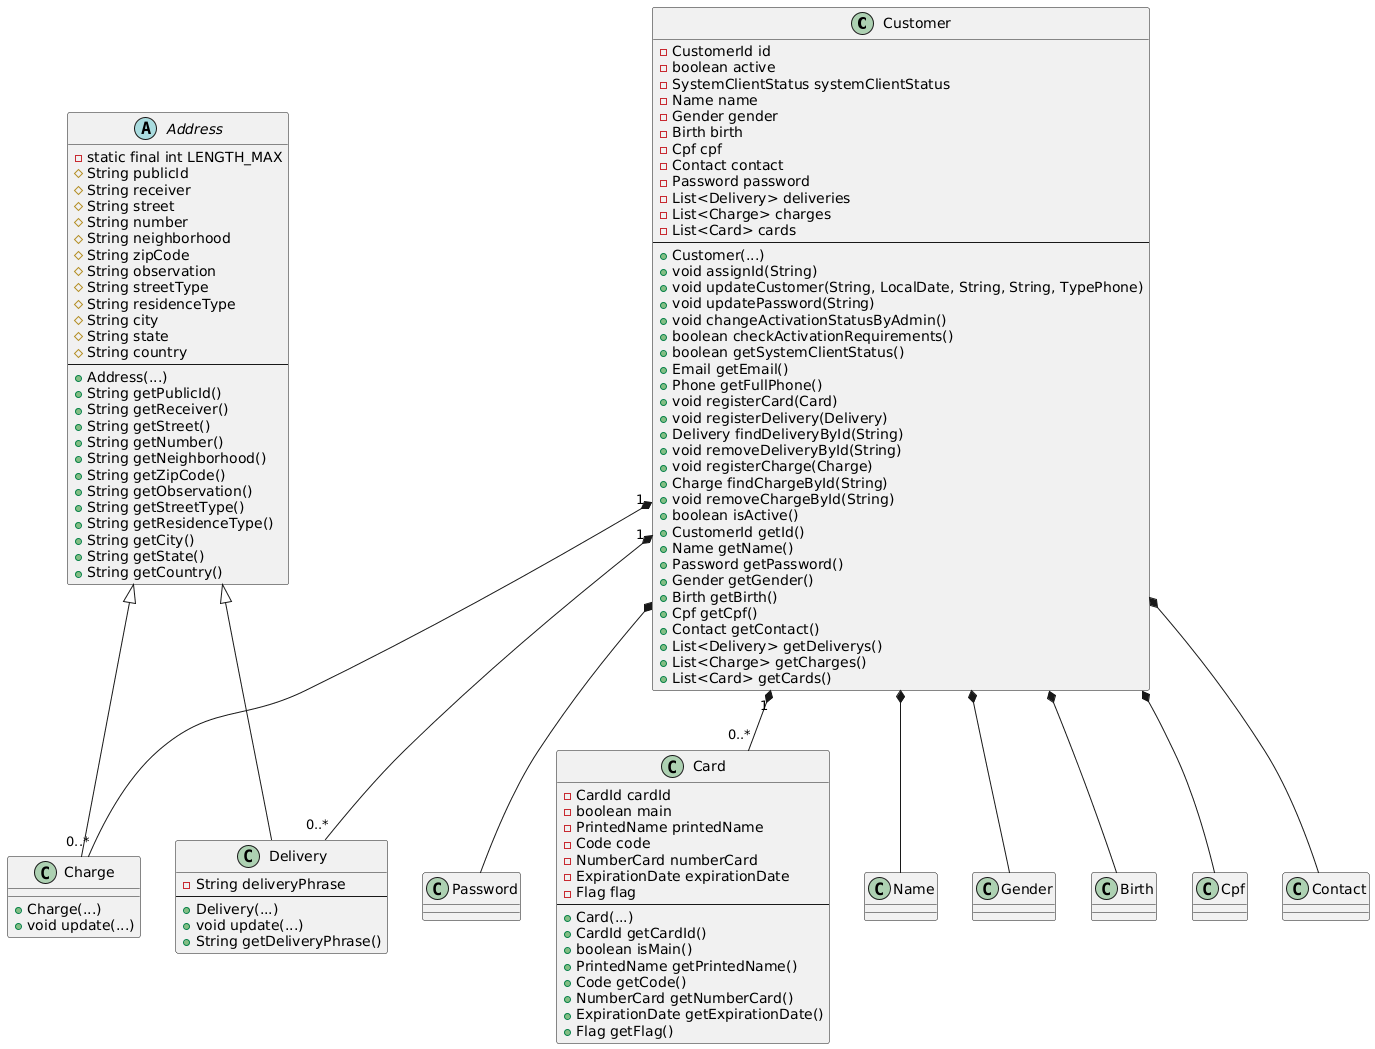 C Customer
CustomerId id
boolean active
SystemClientStatus systemClientStatus
Name name
Gender gender
Birth birth
Cpf cpf
Contact contact
Password password
List<Delivery> deliveries
List<Charge> charges
List<Card> cards
Customer(...)
void assignId(String)
void updateCustomer(String, LocalDate, String, String, TypePhone)
void updatePassword(String)
void changeActivationStatusByAdmin()
boolean checkActivationRequirements()
boolean getSystemClientStatus()
Email getEmail()
Phone getFullPhone()
void registerCard(Card)
void registerDelivery(Delivery)
Delivery findDeliveryById(String)
void removeDeliveryById(String)
void registerCharge(Charge)
Charge findChargeById(String)
void removeChargeById(String)
boolean isActive()
CustomerId getId()
Name getName()
Password getPassword()
Gender getGender()
Birth getBirth()
Cpf getCpf()
Contact getContact()
List<Delivery> getDeliverys()
List<Charge> getCharges()
List<Card> getCards()
A Address
static final int LENGTH_MAX
String publicId
String receiver
String street
String number
String neighborhood
String zipCode
String observation
String streetType
String residenceType
String city
String state
String country
Address(...)
String getPublicId()
String getReceiver()
String getStreet()
String getNumber()
String getNeighborhood()
String getZipCode()
String getObservation()
String getStreetType()
String getResidenceType()
String getCity()
String getState()
String getCountry()
1
1
1
0..*
0..*
0..*
C Charge
Charge(...)
void update(...)
C Delivery
String deliveryPhrase
Delivery(...)
void update(...)
String getDeliveryPhrase()
C Password
C Card
CardId cardId
boolean main
PrintedName printedName
Code code
NumberCard numberCard
ExpirationDate expirationDate
Flag flag
Card(...)
CardId getCardId()
boolean isMain()
PrintedName getPrintedName()
Code getCode()
NumberCard getNumberCard()
ExpirationDate getExpirationDate()
Flag getFlag()
C Name
C Gender
C Birth
C Cpf
C Contact